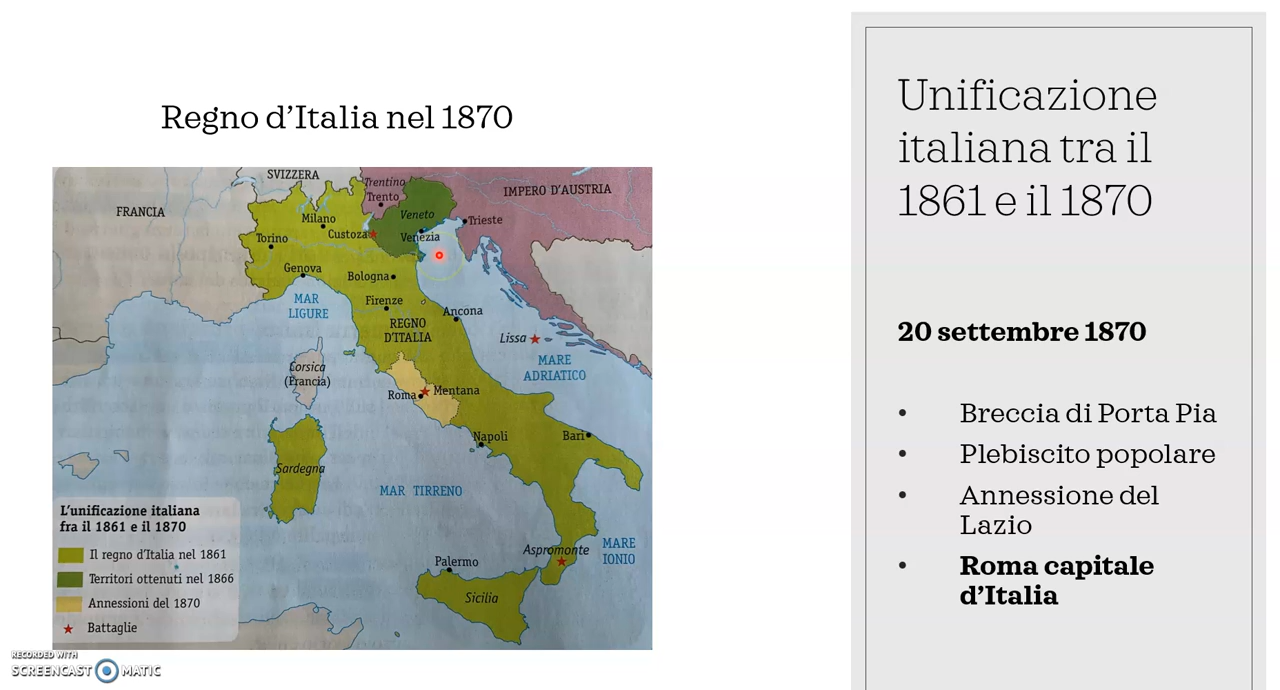 Regno d'Italia nel 1870
SVIZZERA
Trentino
Trento
IMPERO D'AUSTRIA
FRANCIA
Milano
Veneto
Trieste
Torino
Custoza
Venezia
Genova
Bologna
MAR
LIGURE
Firenze
Ancona
REGNO
D'ITALIA
Lissa
Corsica
(Francia)
MARE
ADRIATICO
Roma
Mentana
Napoli
Bari
Sardegna
MAR TIRRENO
L'unificazione italiana
fra il 1861 e il 1870
Il regno d'Italia nel 1861
Territori ottenuti nel 1866
Annessioni del 1870
Battaglie
Aspromonte
MARE
IONIO
Palermo
Sicilia
RECORDED WITH
SCREENCAST MATIC
Unificazione
italiana tra il
1861 e il 1870
20 settembre 1870
• Breccia di Porta Pia
• Plebiscito popolare
• Annessione del
Lazio
• Roma capitale
d'Italia